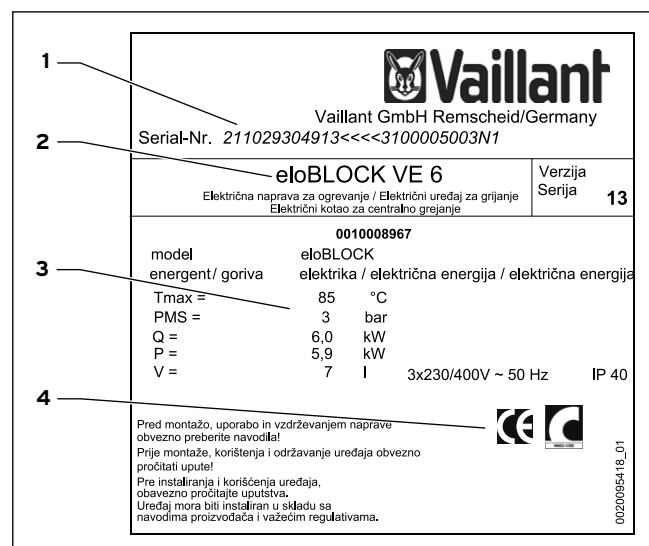 1
Vaillant
Vaillant GmbH Remscheid/Germany
Serial-Nr. 211029304913<<<<3100005003N1
2
eloBLOCK VE 6
Električna naprava za ogrevanje / Električni uređaj za grijanje
Električni kotao za centralno grejanje
Verzija
Serija 13
0010008967
model eloBLOCK
energent/ goriva elektrika / električna energija / električna energija
3
Tmax = 85 °C
PMS = 3 bar
Q = 6,0 kW
P = 5,9 kW
V = 7 l 3x230/400V ~ 50 Hz IP 40
4
CE
Pred montažo, uporabo in vzdrževanjem naprave
obvezno preberite navodila!
Prije montaže, korištenja i održavanje uređaja obvezno
pročitati upute!
Pre instaliranja i korišćenja uređaja,
obavezno pročitajte uputstva.
Uređaj mora biti instaliran u skladu sa
navodima proizvođača i važećim regulativama.
0020095418_01